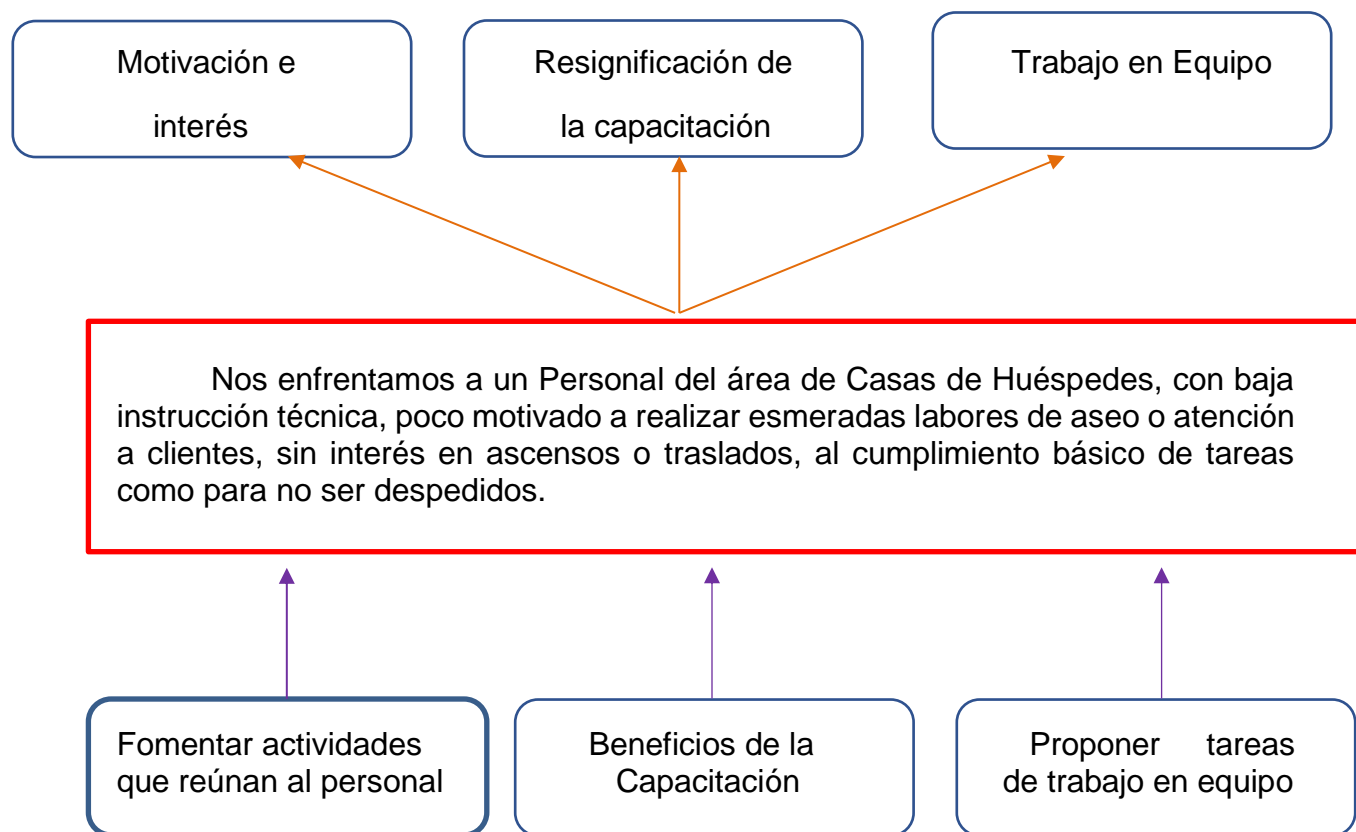 Motivación e
interés
Resignificación de
la capacitación
Trabajo en Equipo
Nos enfrentamos a un Personal del área de Casas de Huéspedes, con baja
instrucción técnica, poco motivado a realizar esmeradas labores de aseo o atención
a clientes, sin interés en ascensos o traslados, al cumplimiento básico de tareas
como para no ser despedidos.
Fomentar actividades
que reúnan al personal
Beneficios de la
Capacitación
Proponer tareas
de trabajo en equipo